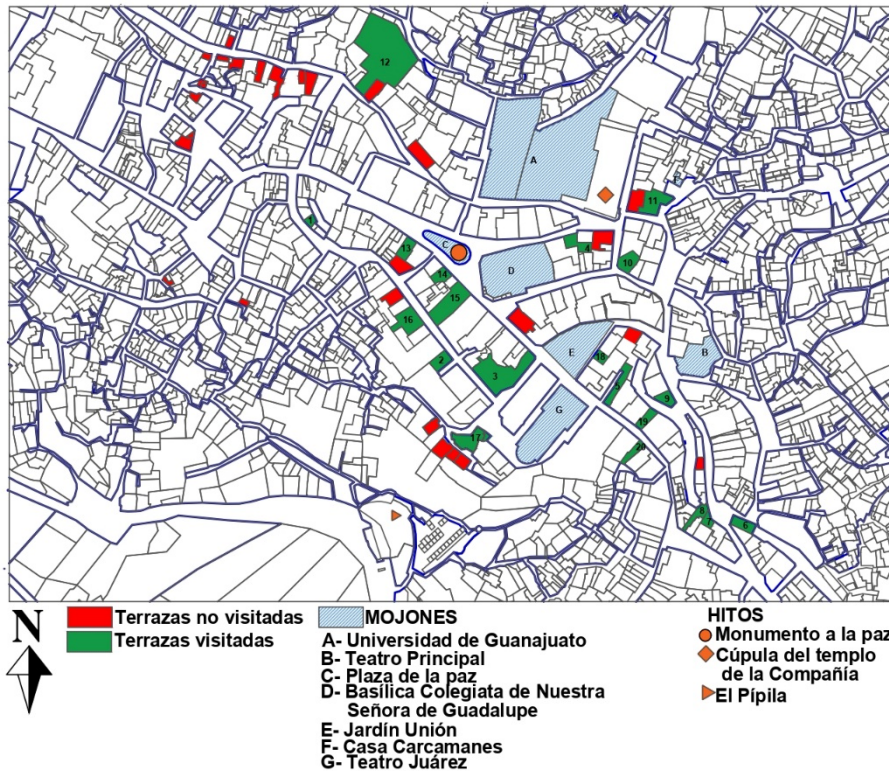 12
A
F
11
1
C
13
4
10
D
14
15
16
E
18
B
2
3
5
9
G
19
17
20
8
7
6
N
Terrazas no visitadas
Terrazas visitadas
MOJONES
A- Universidad de Guanajuato
B- Teatro Principal
C- Plaza de la paz
D- Basílica Colegiata de Nuestra
Señora de Guadalupe
E- Jardín Unión
F- Casa Carcamanes
G- Teatro Juárez
HITOS
Monumento a la paz
Cúpula del templo
de la Compañía
El Pípila